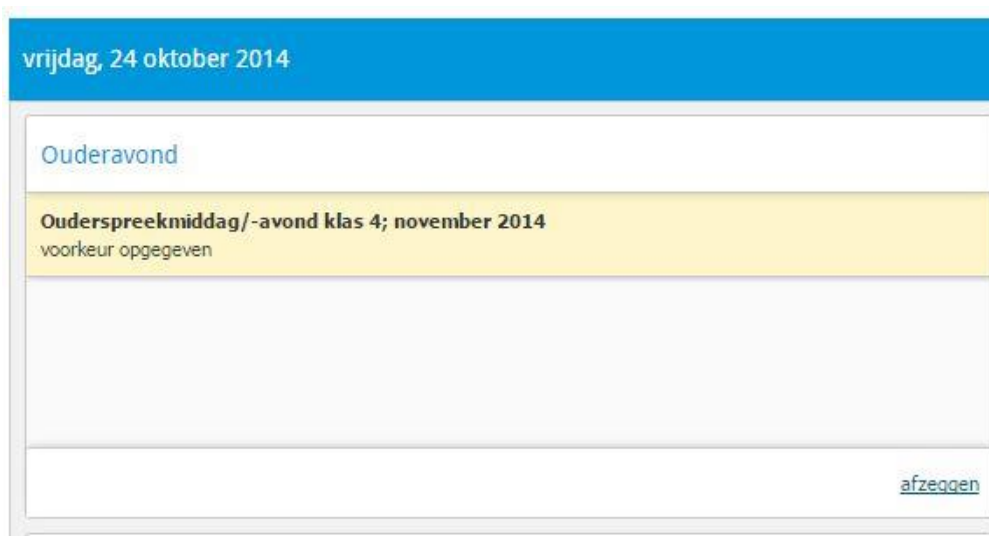 vrijdag, 24 oktober 2014
Ouderavond
Ouderspreekmiddag/-avond klas 4; november 2014
voorkeur opgegeven
afzeggen